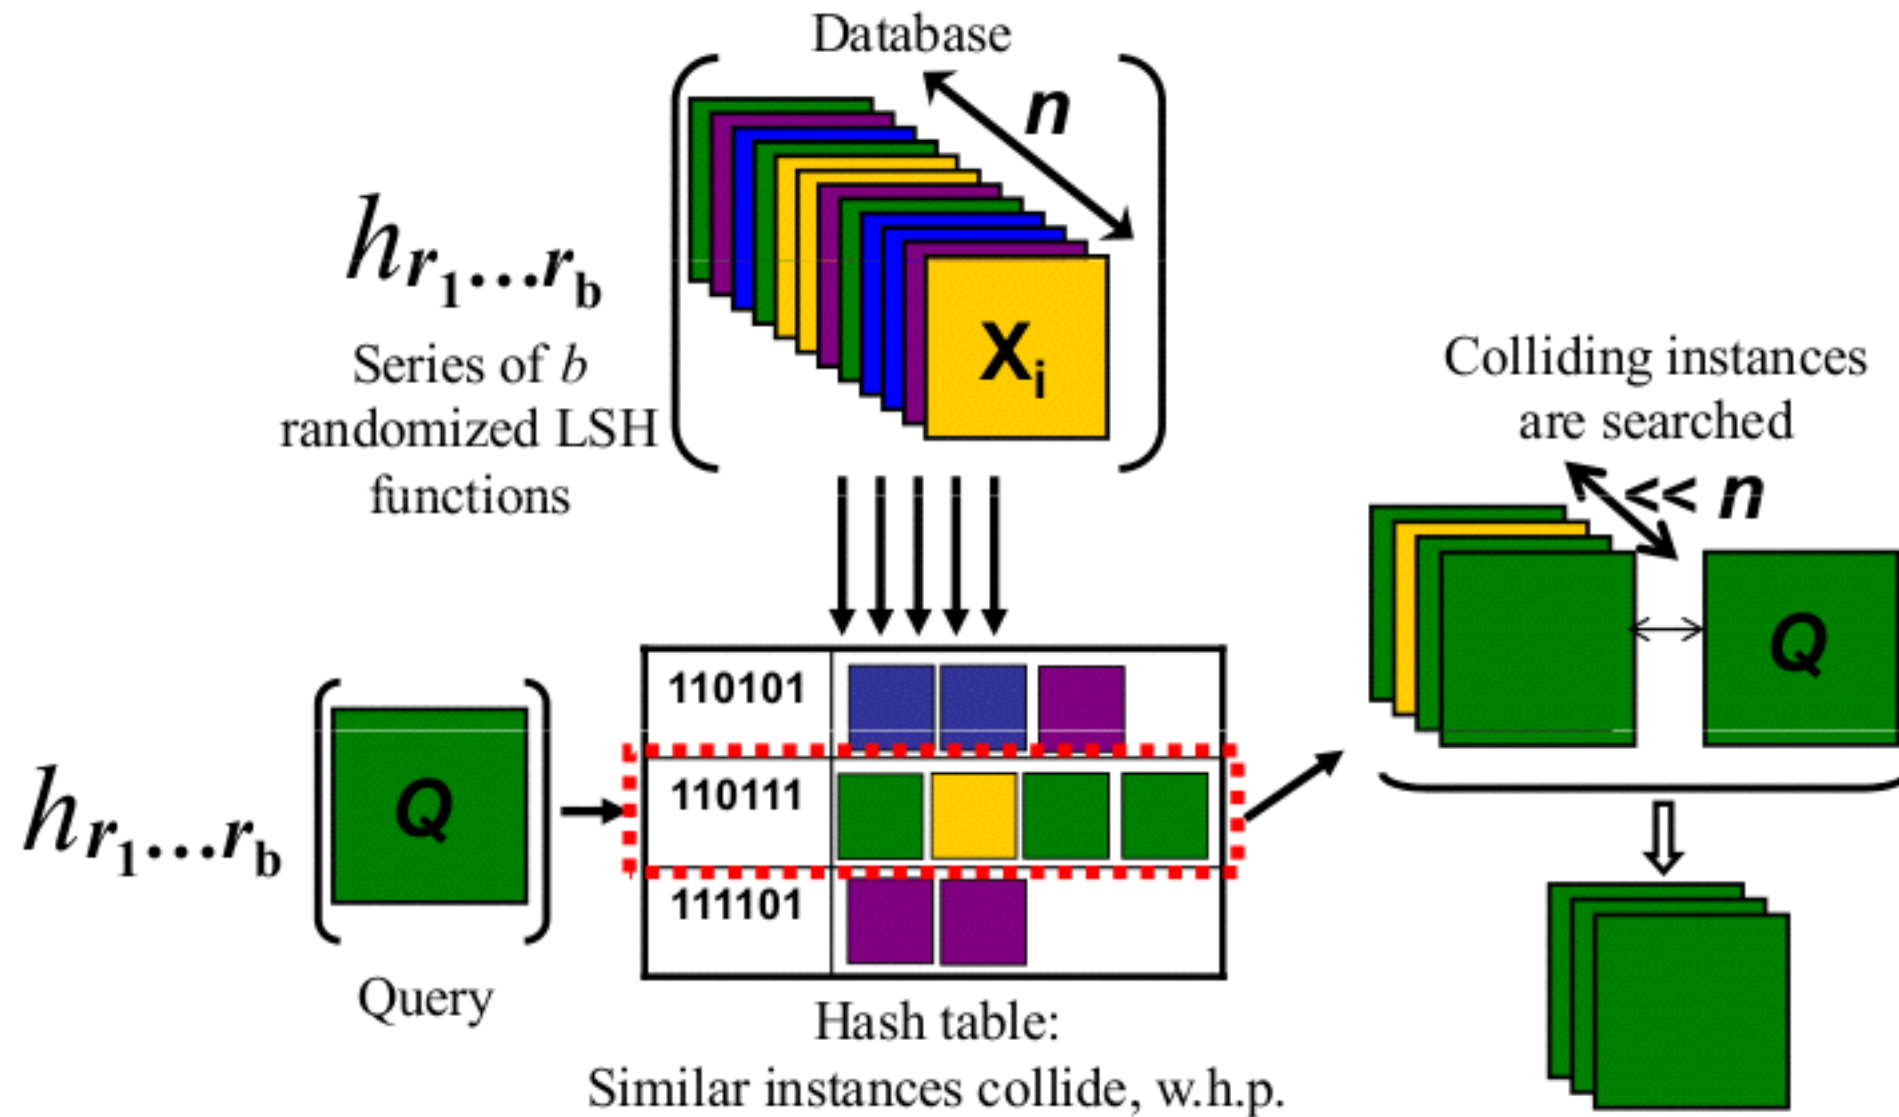 Database
n
h r1...rb
Series of b
randomized LSH
functions
Xi
Colliding instances
are searched
<< n
Q
110101
110111
111101
h r1...rb
Q
Query
Hash table:
Similar instances collide, w.h.p.